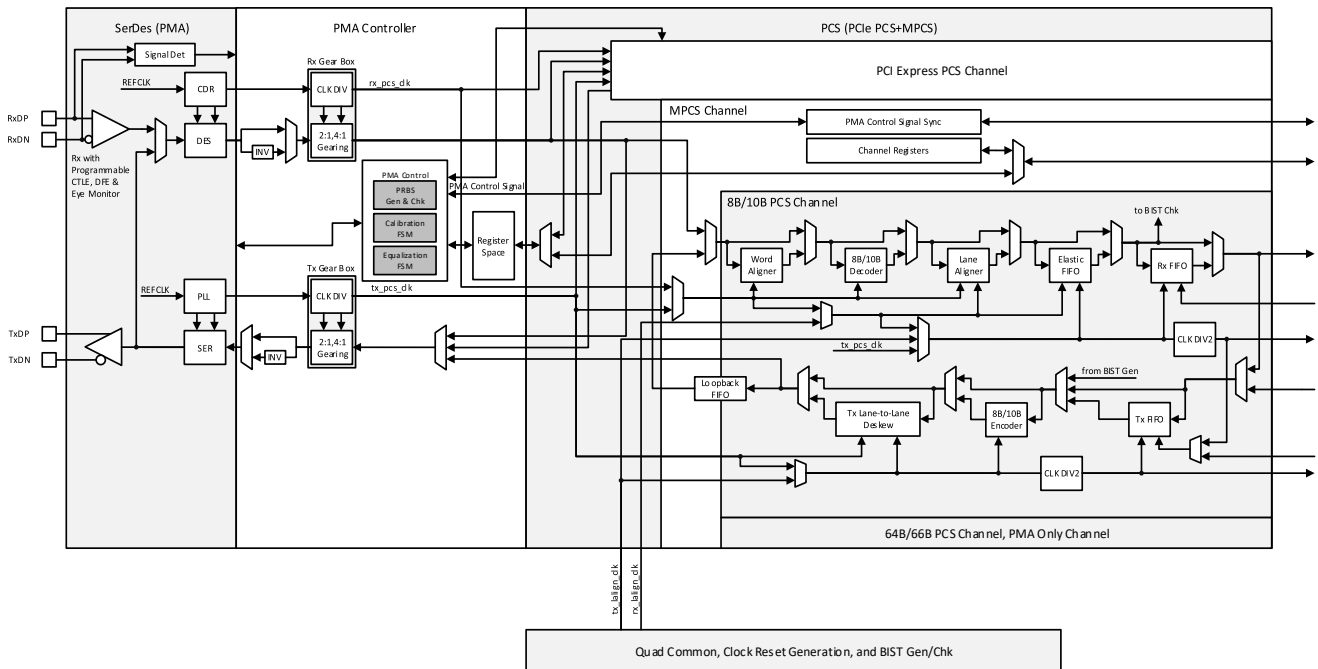 SerDes (PMA)
PMA Controller
PCS (PCIe PCS+MPCS)
Signal Det
Rx Gear Box
REFCLK
CDR
CLK DIV
rx_pcs_clk
PCI Express PCS Channel
MPCS Channel
RxDP
RxDN
DES
INV
2:1,4:1
Gearing
PMA Control Signal Sync
Channel Registers
Rx with
Programmable
CTLE, DFE &
Eye Monitor
PMA Control
PRBS
Gen & Chk
Calibration
FSM
Equalization
FSM
PMA Control Signal
Register
Space
8B/10B PCS Channel
to BIST Chk
Word
Aligner
8B/10B
Decoder
Lane
Aligner
Elastic
FIFO
Rx FIFO
Tx Gear Box
REFCLK
PLL
CLK DIV
tx_pcs_clk
TxDP
TxDN
SER
INV
2:1,4:1
Gearing
tx_pcs_clk
CLK DIV2
from BIST Gen
Loopback
FIFO
Tx Lane-to-Lane
Deskew
8B/10B
Encoder
Tx FIFO
CLK DIV2
64B/66B PCS Channel, PMA Only Channel
tx_lalign_clk
rx_lalign_clk
Quad Common, Clock Reset Generation, and BIST Gen/Chk